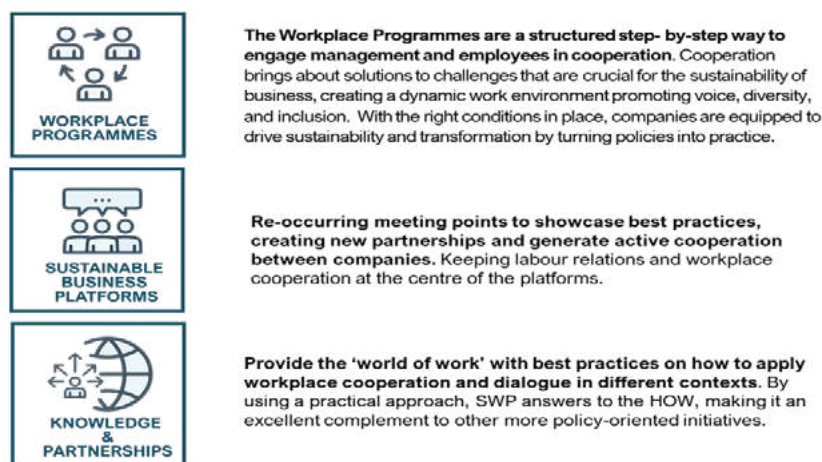 WORKPLACE
PROGRAMMES
The Workplace Programmes are a structured step- by-step way to
engage management and employees in cooperation. Cooperation
brings about solutions to challenges that are crucial for the sustainability of
business, creating a dynamic work environment promoting voice, diversity,
and inclusion. With the right conditions in place, companies are equipped to
drive sustainability and transformation by turning policies into practice.
SUSTAINABLE
BUSINESS
PLATFORMS
Re-occurring meeting points to showcase best practices,
creating new partnerships and generate active cooperation
between companies. Keeping labour relations and workplace
cooperation at the centre of the platforms.
KNOWLEDGE
&
PARTNERSHIPS
Provide the ‘world of work’ with best practices on how to apply
workplace cooperation and dialogue in different contexts. By
using a practical approach, SWP answers to the HOW, making it an
excellent complement to other more policy-oriented initiatives.